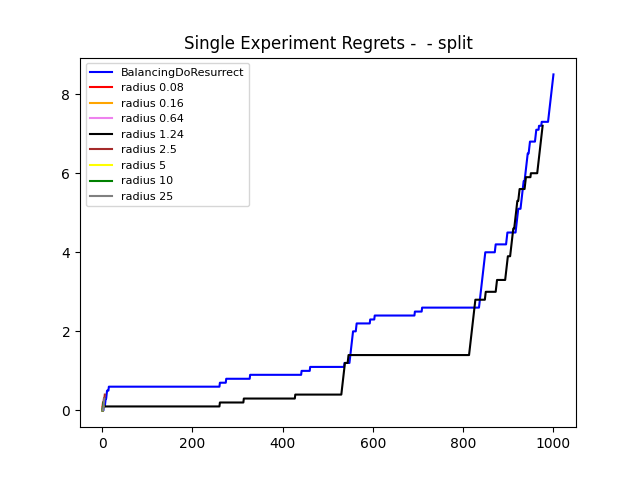 Single Experiment Regrets -  - split
BalancingDoResurrect
radius 0.08
radius 0.16
radius 0.64
radius 1.24
radius 2.5
radius 5
radius 10
radius 25
8
6
4
2
0
0 200 400 600 800 1000